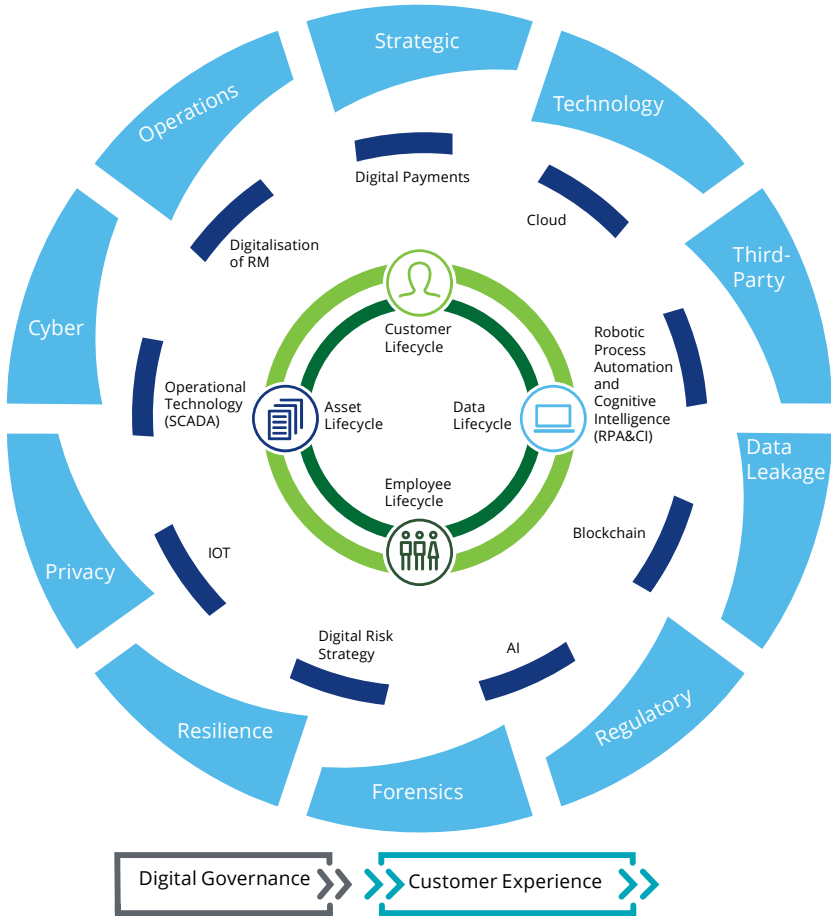 Strategic
Technology
Third-
Party
Data
Leakage
Regulatory
Forensics
Resilience
Privacy
Cyber
Operations
Digital Payments
Cloud
Robotic
Process
Automation
and
Cognitive
Intelligence
(RPA&CI)
Blockchain
AI
Digital Risk
Strategy
IOT
Operational
Technology
(SCADA)
Digitalisation
of RM
Customer
Lifecycle
Data
Lifecycle
Employee
Lifecycle
Asset
Lifecycle
Digital Governance
Customer Experience